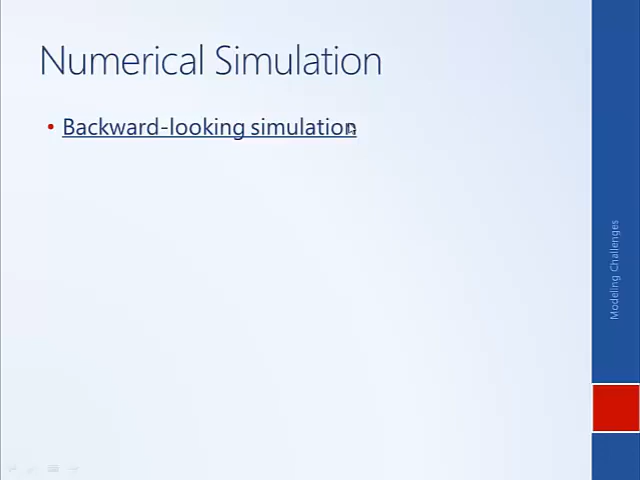 Numerical Simulation
• Backward-looking simulation
Modeling Challenges